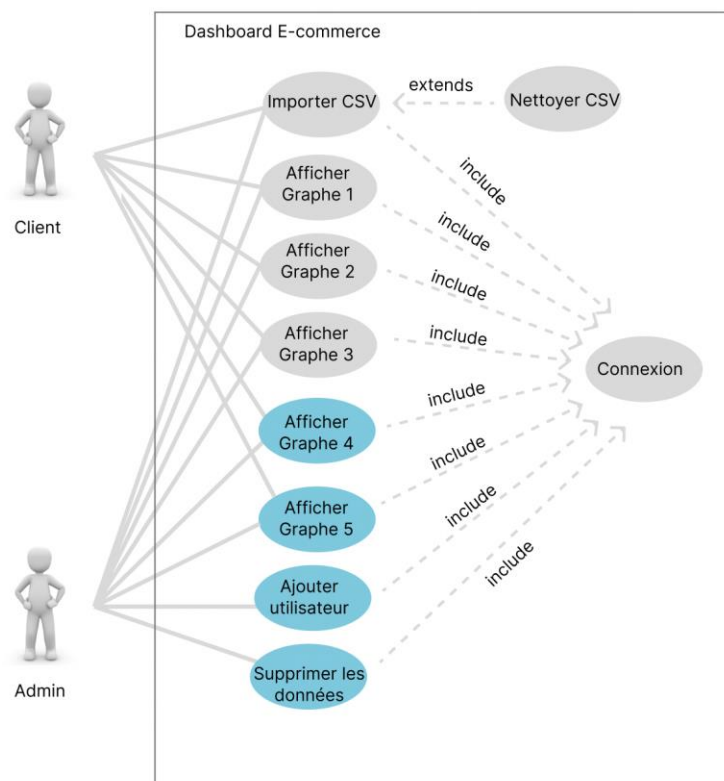 Dashboard E-commerce
Importer CSV
extends
Nettoyer CSV
Client
Afficher
Graphe 1
include
Afficher
Graphe 2
include
Afficher
Graphe 3
include
include
Connexion
Afficher
Graphe 4
include
Afficher
Graphe 5
include
Ajouter
utilisateur
include
Admin
Supprimer les
données
include